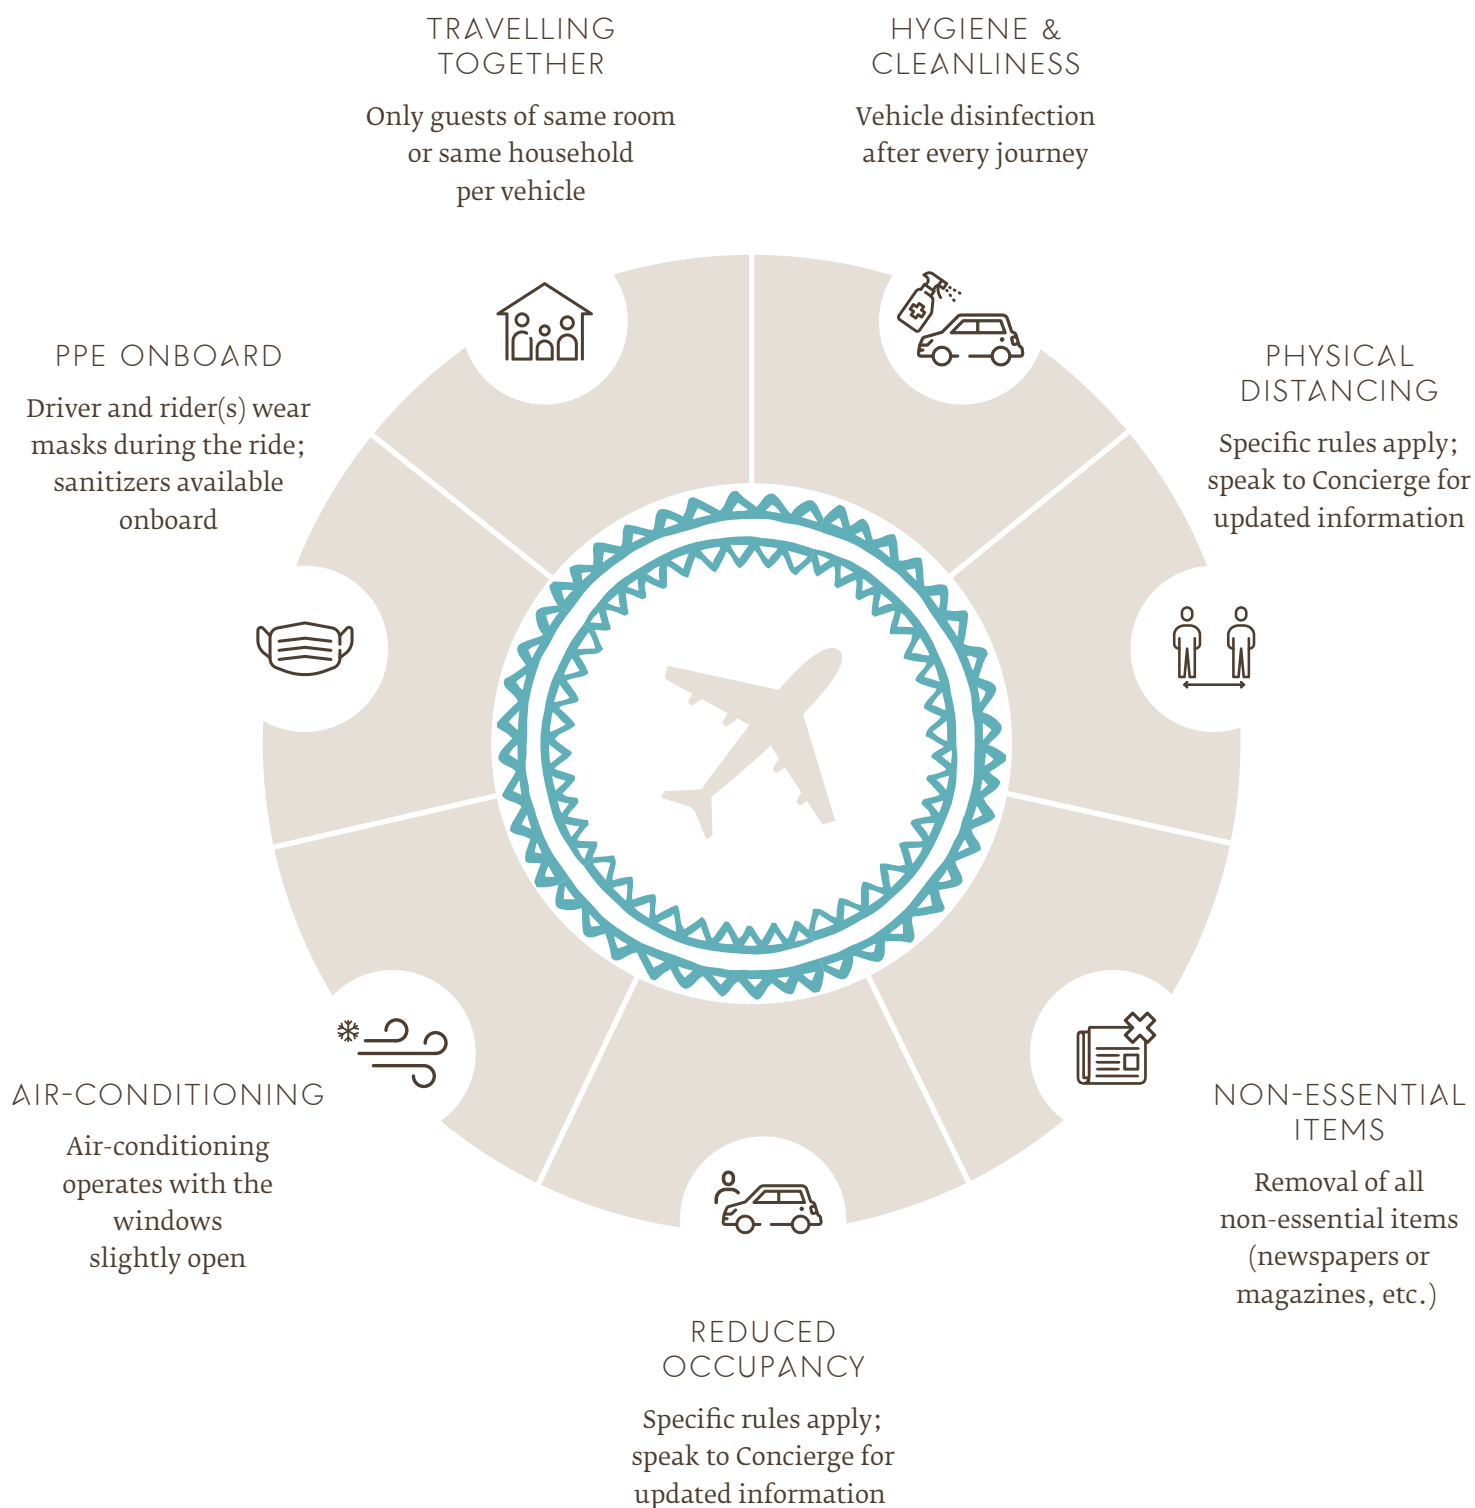 TRAVELLING
TOGETHER
Only guests of same room
or same household
per vehicle
HYGIENE &
CLEANLINESS
Vehicle disinfection
after every journey
PPE ONBOARD
Driver and rider(s) wear
masks during the ride;
sanitizers available
onboard
PHYSICAL
DISTANCING
Specific rules apply;
speak to Concierge for
updated information
AIR-CONDITIONING
Air-conditioning
operates with the
windows
slightly open
NON-ESSENTIAL
ITEMS
Removal of all
non-essential items
(newspapers or
magazines, etc.)
REDUCED
OCCUPANCY
Specific rules apply;
speak to Concierge for
updated information